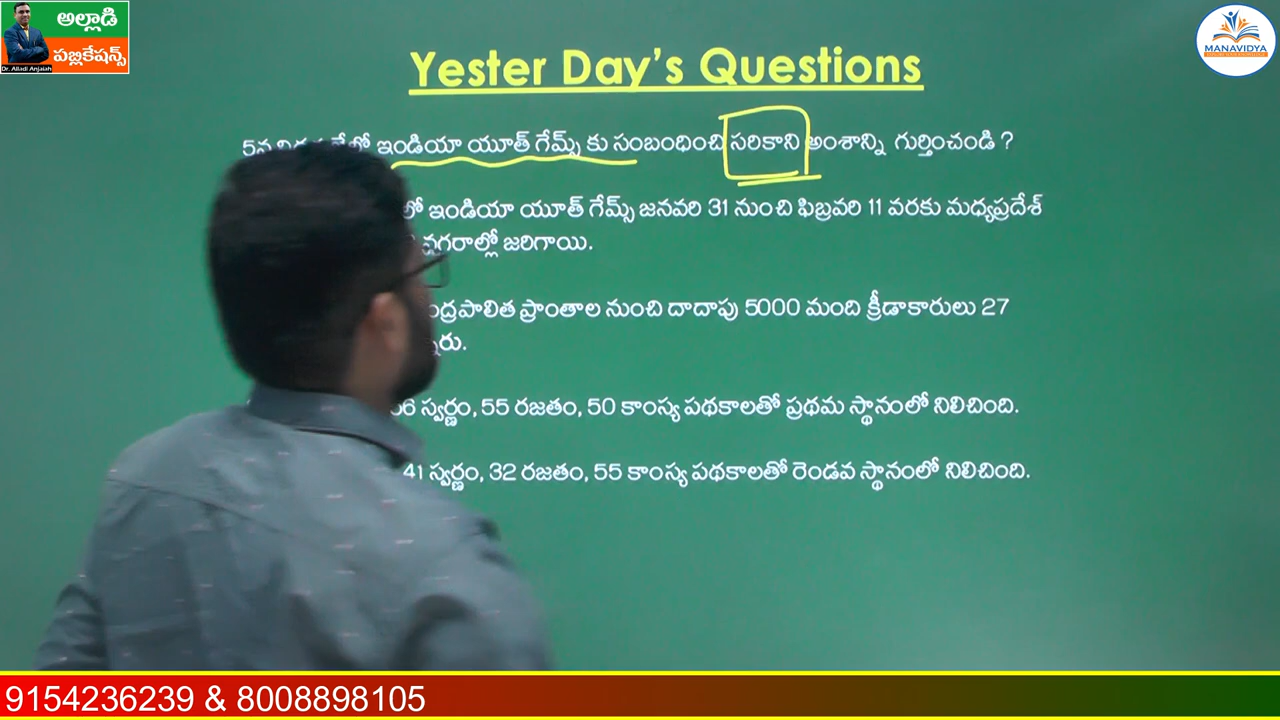 అల్లాడి
పబ్లికేషన్స్
Dr. Alladi Anjaiah
MANAVIDYA
Yester Day's Questions
ఇండియా యూత్ గేమ్స్ కు సంబంధించి సరికాని అంశాన్ని గుర్తించండి ?
ఇండియా యూత్ గేమ్స్ జనవరి 31 నుంచి ఫిబ్రవరి 11 వరకు మధ్యప్రదేశ్
నగరాల్లో జరిగాయి.
ప్రాంతాల నుంచి దాదాపు 5000 మంది క్రీడాకారులు 27
స్వర్ణం, 55 రజతం, 50 కాంస్య పథకాలతో ప్రథమ స్థానంలో నిలిచింది.
41 స్వర్ణం, 32 రజతం, 55 కాంస్య పథకాలతో రెండవ స్థానంలో నిలిచింది.
9154236239 & 8008898105